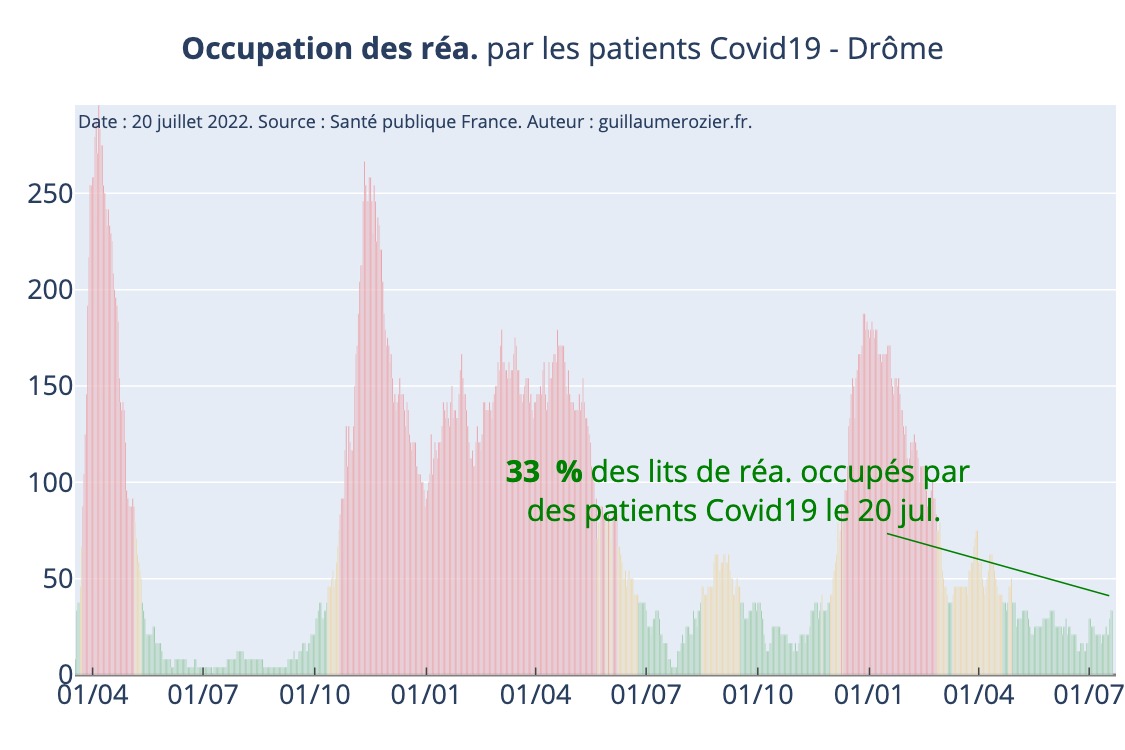 Occupation des réa. par les patients Covid19 - Drôme
Date : 20 juillet 2022. Source : Santé publique France. Auteur : guillaumerozier.fr.
250
200
150
100
50
0
33 % des lits de réa. occupés par
des patients Covid19 le 20 jul.
01/04 01/07 01/10 01/01 01/04 01/07 01/10 01/01 01/04 01/07